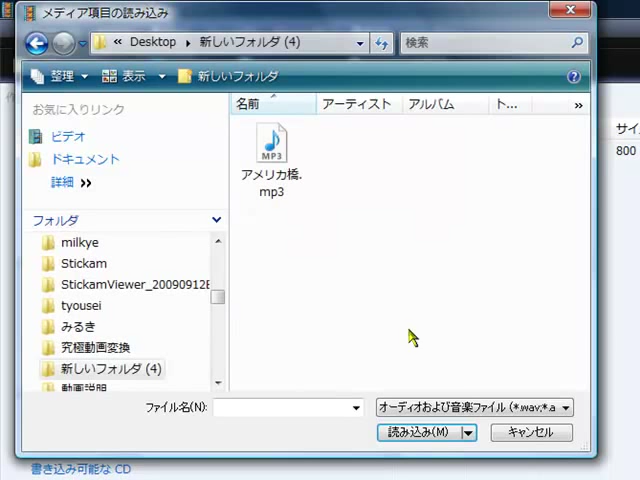 メディア項目の読み込み
« Desktop 新しいフォルダ (4) 検索
整理 表示 新しいフォルダ
お気に入りリンク
ビデオ
ドキュメント
詳細 »
フォルダ
milkye
Stickam
StickamViewer_20090912
tyousei
みるき
究極動画変換
新しいフォルダ (4)
動画説明
名前 アーティスト アルバム ト... »
MP3
アメリカ橋.
mp3
サイ
800
ファイル名(N):
オーディオおよび音楽ファイル (*.wav;*.a
読み込み(M) キャンセル
書き込み可能な CD